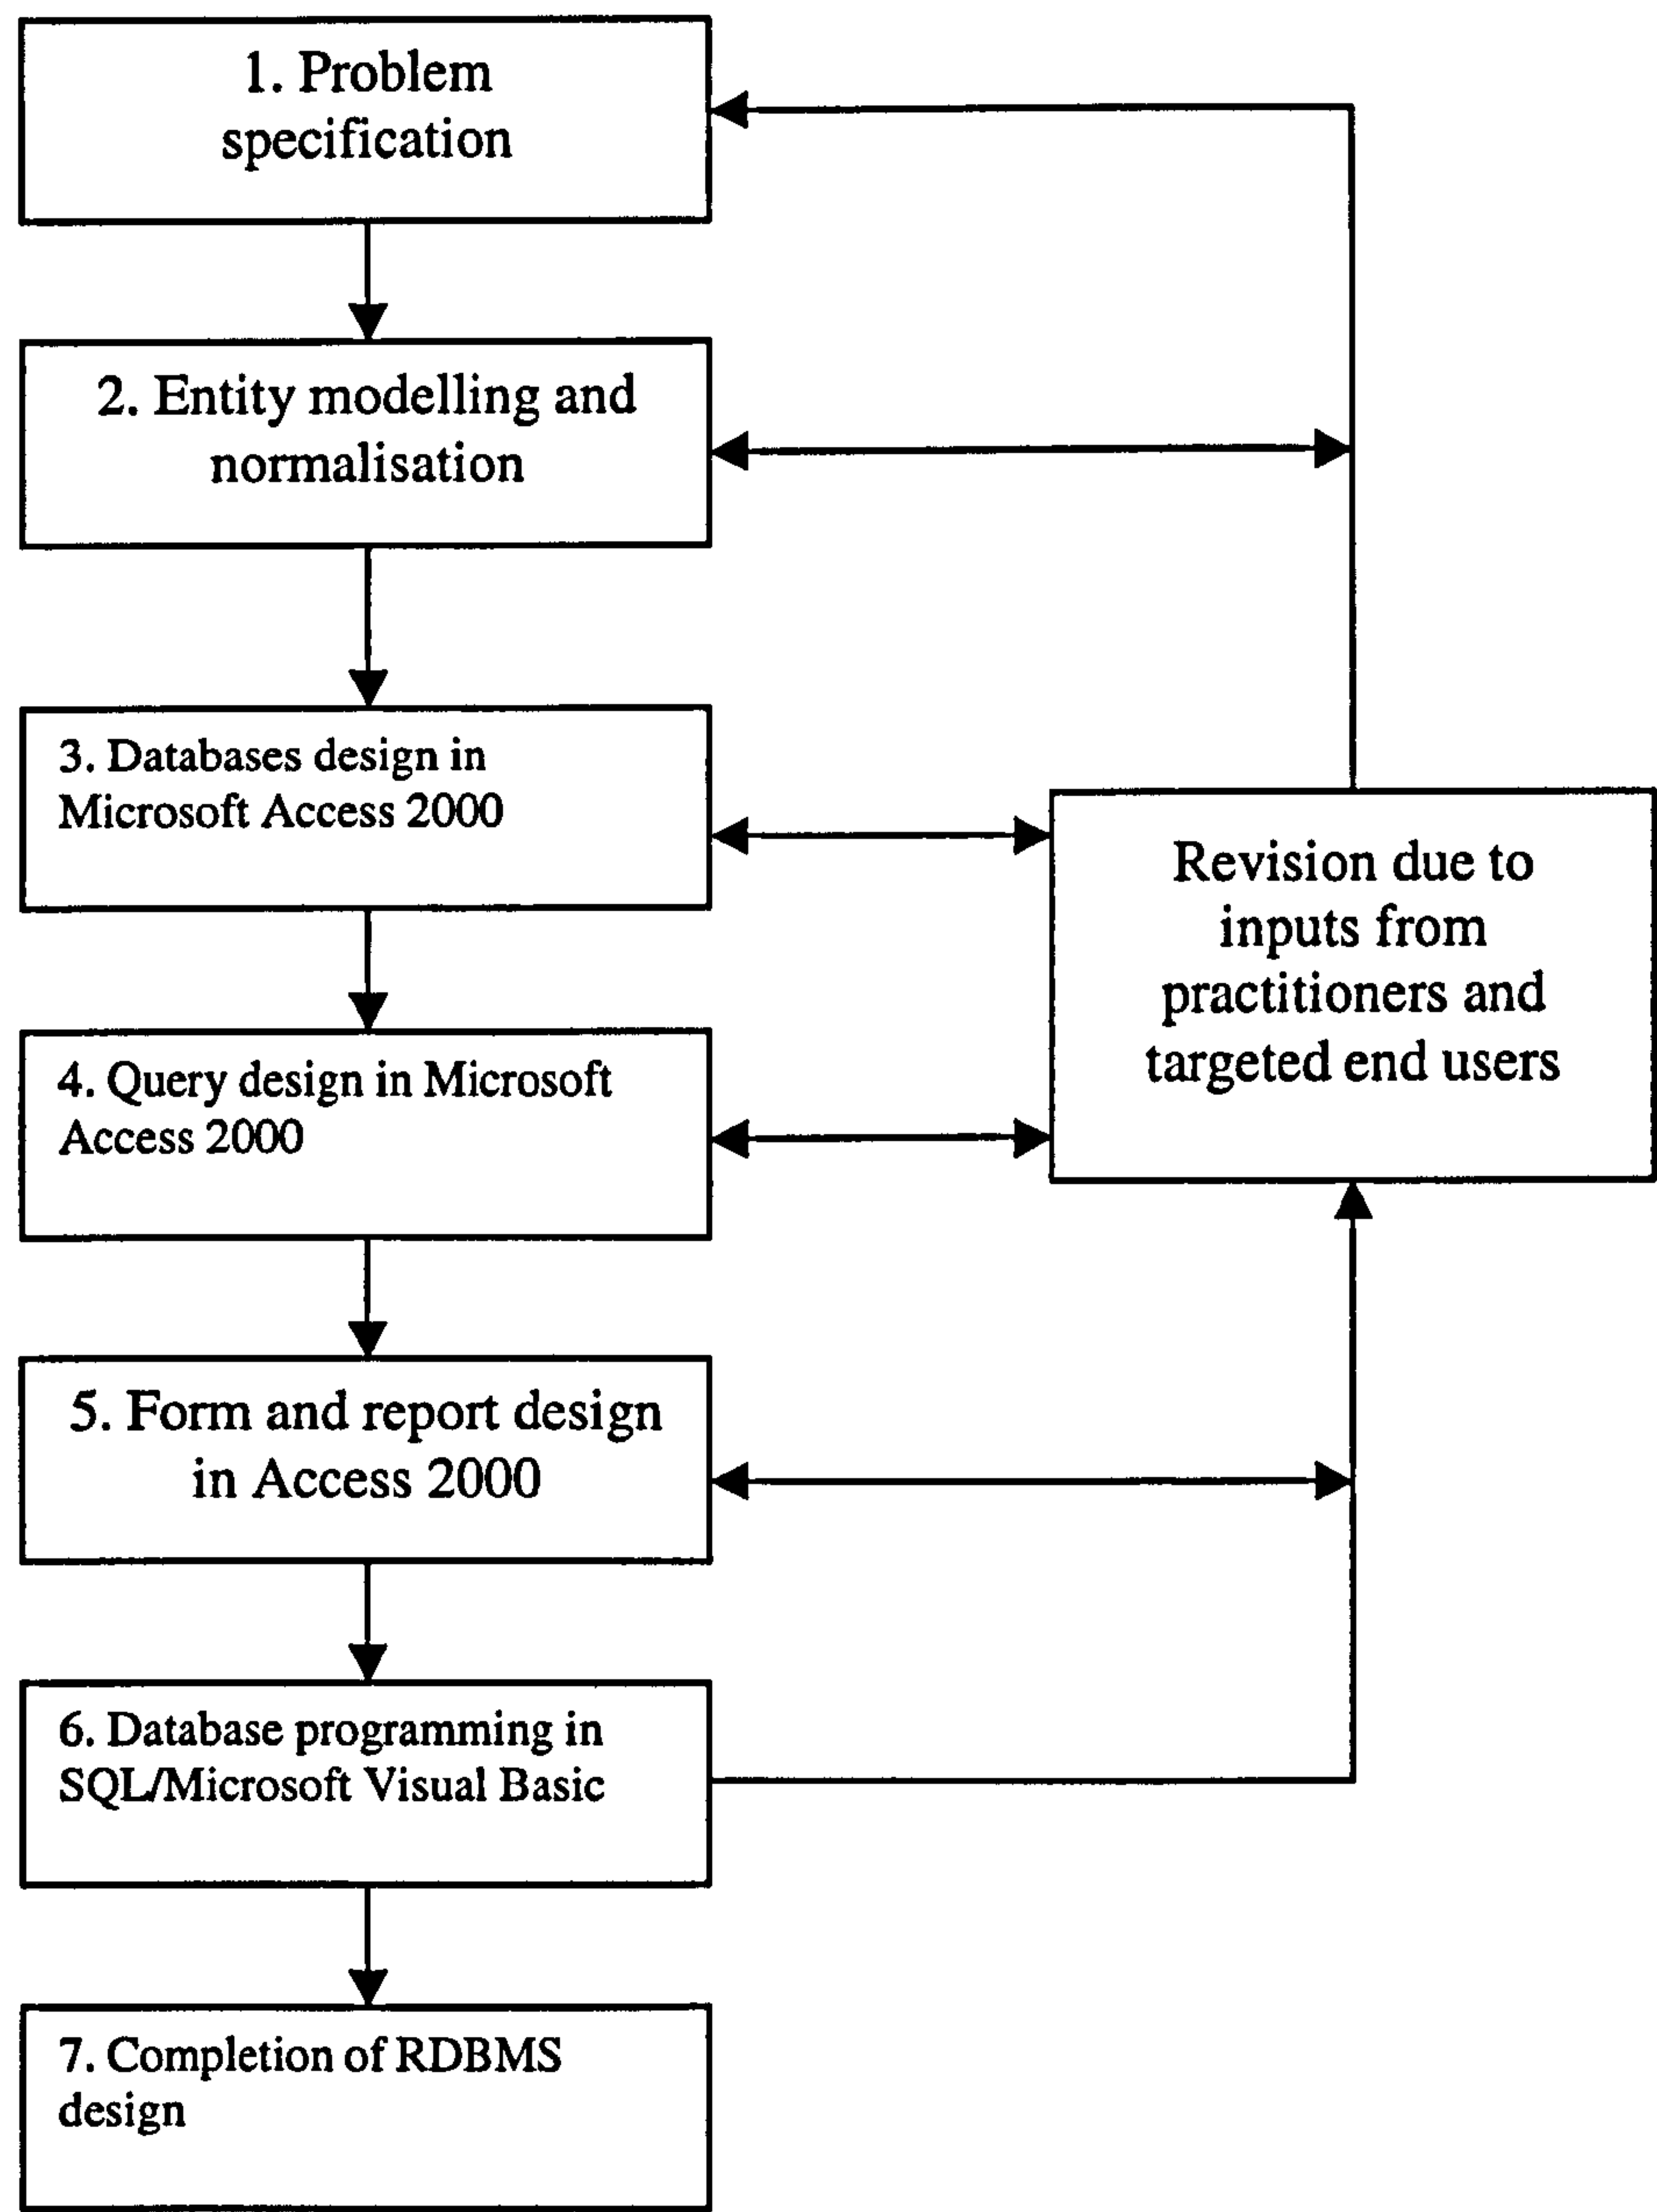 1. Problem
specification
2. Entity modelling and
normalisation
3. Databases design in
Microsoft Access 2000
Revision due to
inputs from
practitioners and
targeted end users
4. Query design in Microsoft
Access 2000
5. Form and report design
in Access 2000
6. Database programming in
SQL/Microsoft Visual Basic
7. Completion of RDBMS
design